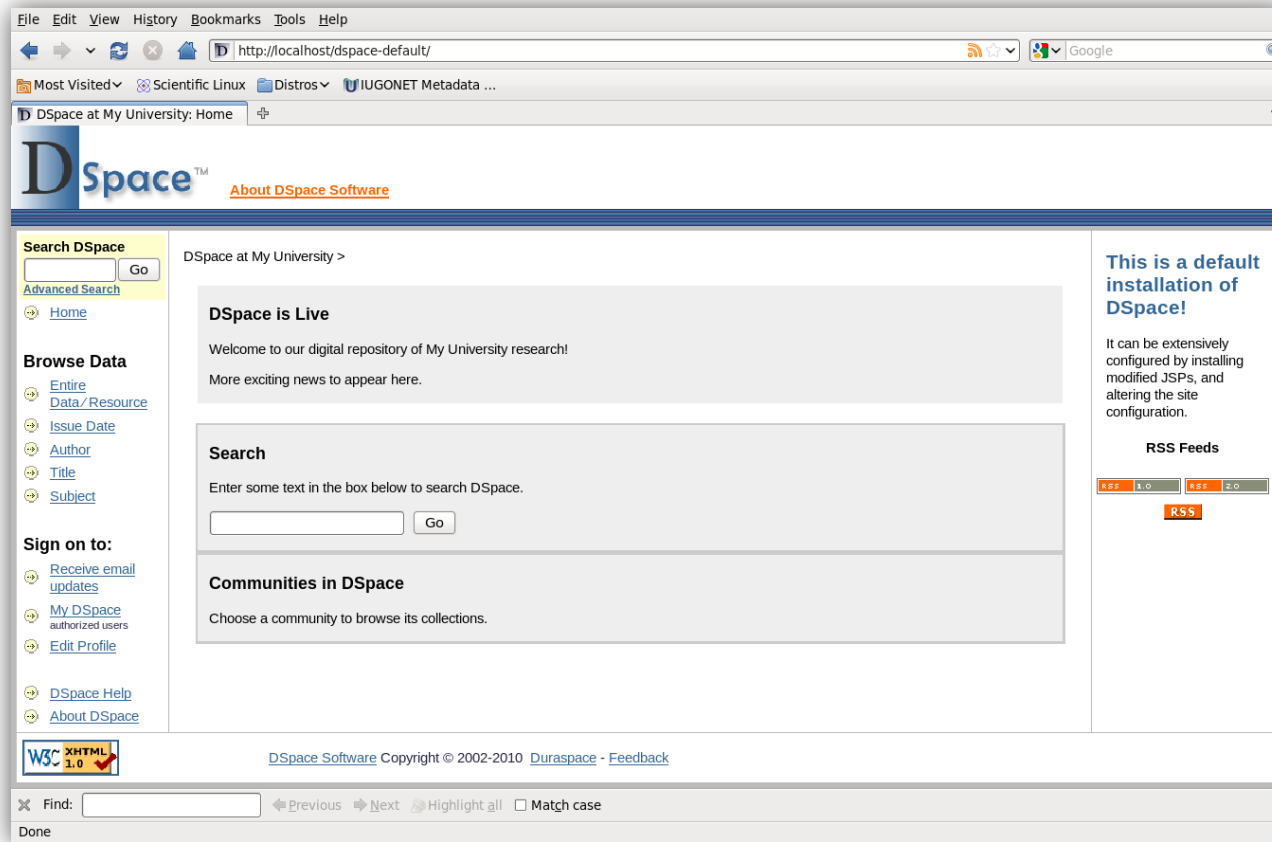 File Edit View History Bookmarks Tools Help
http://localhost/dspace-default/
Google
Most Visited
Scientific Linux
Distros
IUGONET Metadata ...
DSpace at My University: Home
DSpace™
About DSpace Software
Search DSpace
Go
Advanced Search
Home
Browse Data
Entire
Data/Resource
Issue Date
Author
Title
Subject
Sign on to:
Receive email
updates
My DSpace
authorized users
Edit Profile
DSpace Help
About DSpace
DSpace at My University >
DSpace is Live
Welcome to our digital repository of My University research!
More exciting news to appear here.
Search
Enter some text in the box below to search DSpace.
Go
Communities in DSpace
Choose a community to browse its collections.
This is a default
installation of
DSpace!
It can be extensively
configured by installing
modified JSPs, and
altering the site
configuration.
RSS Feeds
RSS 1.0
RSS 2.0
RSS
W3C XHTML 1.0
DSpace Software Copyright © 2002-2010 Duraspace - Feedback
Find:
Previous
Next
Highlight all
Match case
Done